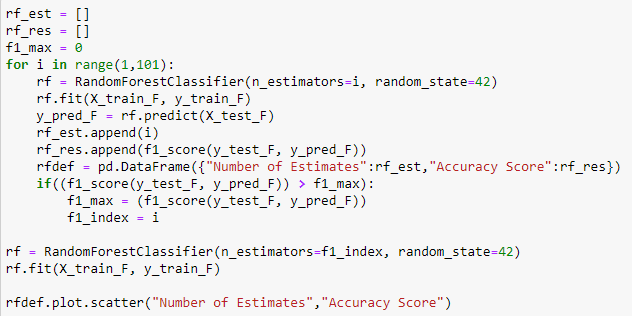 rf_est = []
rf_res = []
f1_max = 0
for i in range(1,101):
    rf = RandomForestClassifier(n_estimators=i, random_state=42)
    rf.fit(X_train_F, y_train_F)
    y_pred_F = rf.predict(X_test_F)
    rf_est.append(i)
    rf_res.append(f1_score(y_test_F, y_pred_F))
    rfdef = pd.DataFrame({"Number of Estimates":rf_est,"Accuracy Score":rf_res})
    if((f1_score(y_test_F, y_pred_F)) > f1_max):
        f1_max = (f1_score(y_test_F, y_pred_F))
        f1_index = i

rf = RandomForestClassifier(n_estimators=f1_index, random_state=42)
rf.fit(X_train_F, y_train_F)

rfdef.plot.scatter("Number of Estimates","Accuracy Score")